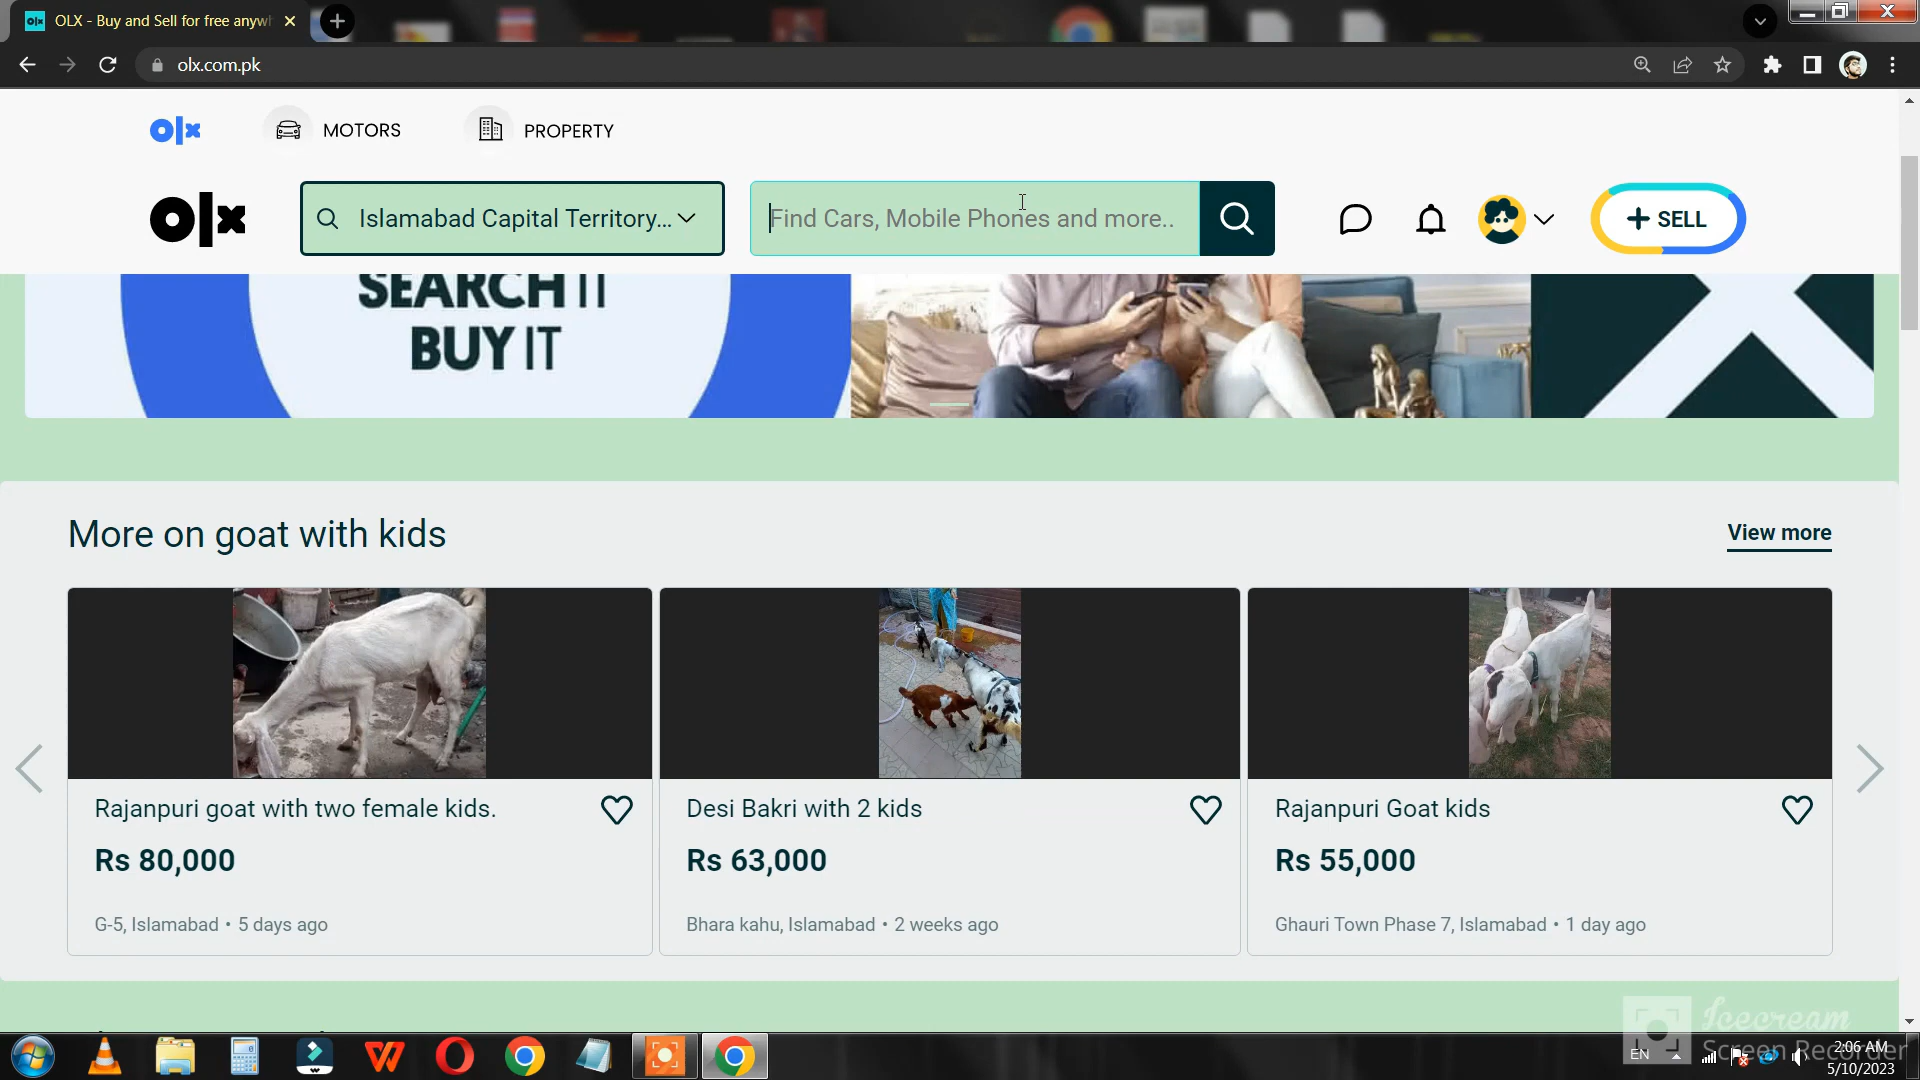 OLX - Buy and Sell for free anywh
olx.com.pk
olx
MOTORS
PROPERTY
olx
Islamabad Capital Territory...
Find Cars, Mobile Phones and more..
SELL
SEARCH IT
BUY IT
More on goat with kids
View more
Rajanpuri goat with two female kids.
Rs 80,000
G-5, Islamabad • 5 days ago
Desi Bakri with 2 kids
Rs 63,000
Bhara kahu, Islamabad • 2 weeks ago
Rajanpuri Goat kids
Rs 55,000
Ghauri Town Phase 7, Islamabad • 1 day ago
Icecream
Screen Recorder
EN
2:06 AM
5/10/2023